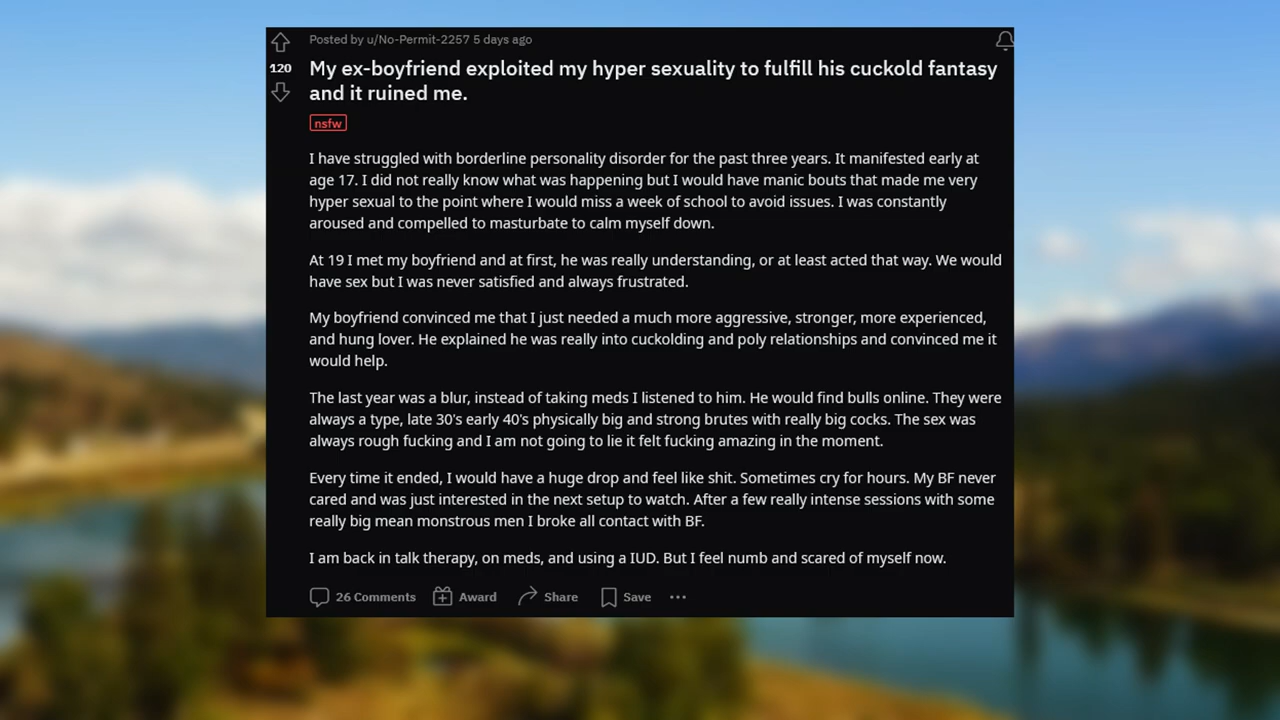 Posted by u/No-Permit-2257 5 days ago
120
My ex-boyfriend exploited my hyper sexuality to fulfill his cuckold fantasy
and it ruined me.
nsfw
I have struggled with borderline personality disorder for the past three years. It manifested early at
age 17. I did not really know what was happening but I would have manic bouts that made me very
hyper sexual to the point where I would miss a week of school to avoid issues. I was constantly
aroused and compelled to masturbate to calm myself down.
At 19 I met my boyfriend and at first, he was really understanding, or at least acted that way. We would
have sex but I was never satisfied and always frustrated.
My boyfriend convinced me that I just needed a much more aggressive, stronger, more experienced,
and hung lover. He explained he was really into cuckolding and poly relationships and convinced me it
would help.
The last year was a blur, instead of taking meds I listened to him. He would find bulls online. They were
always a type, late 30's early 40's physically big and strong brutes with really big cocks. The sex was
always rough fucking and I am not going to lie it felt fucking amazing in the moment.
Every time it ended, I would have a huge drop and feel like shit. Sometimes cry for hours. My BF never
cared and was just interested in the next setup to watch. After a few really intense sessions with some
really big mean monstrous men I broke all contact with BF.
I am back in talk therapy, on meds, and using a IUD. But I feel numb and scared of myself now.
26 Comments Award Share Save